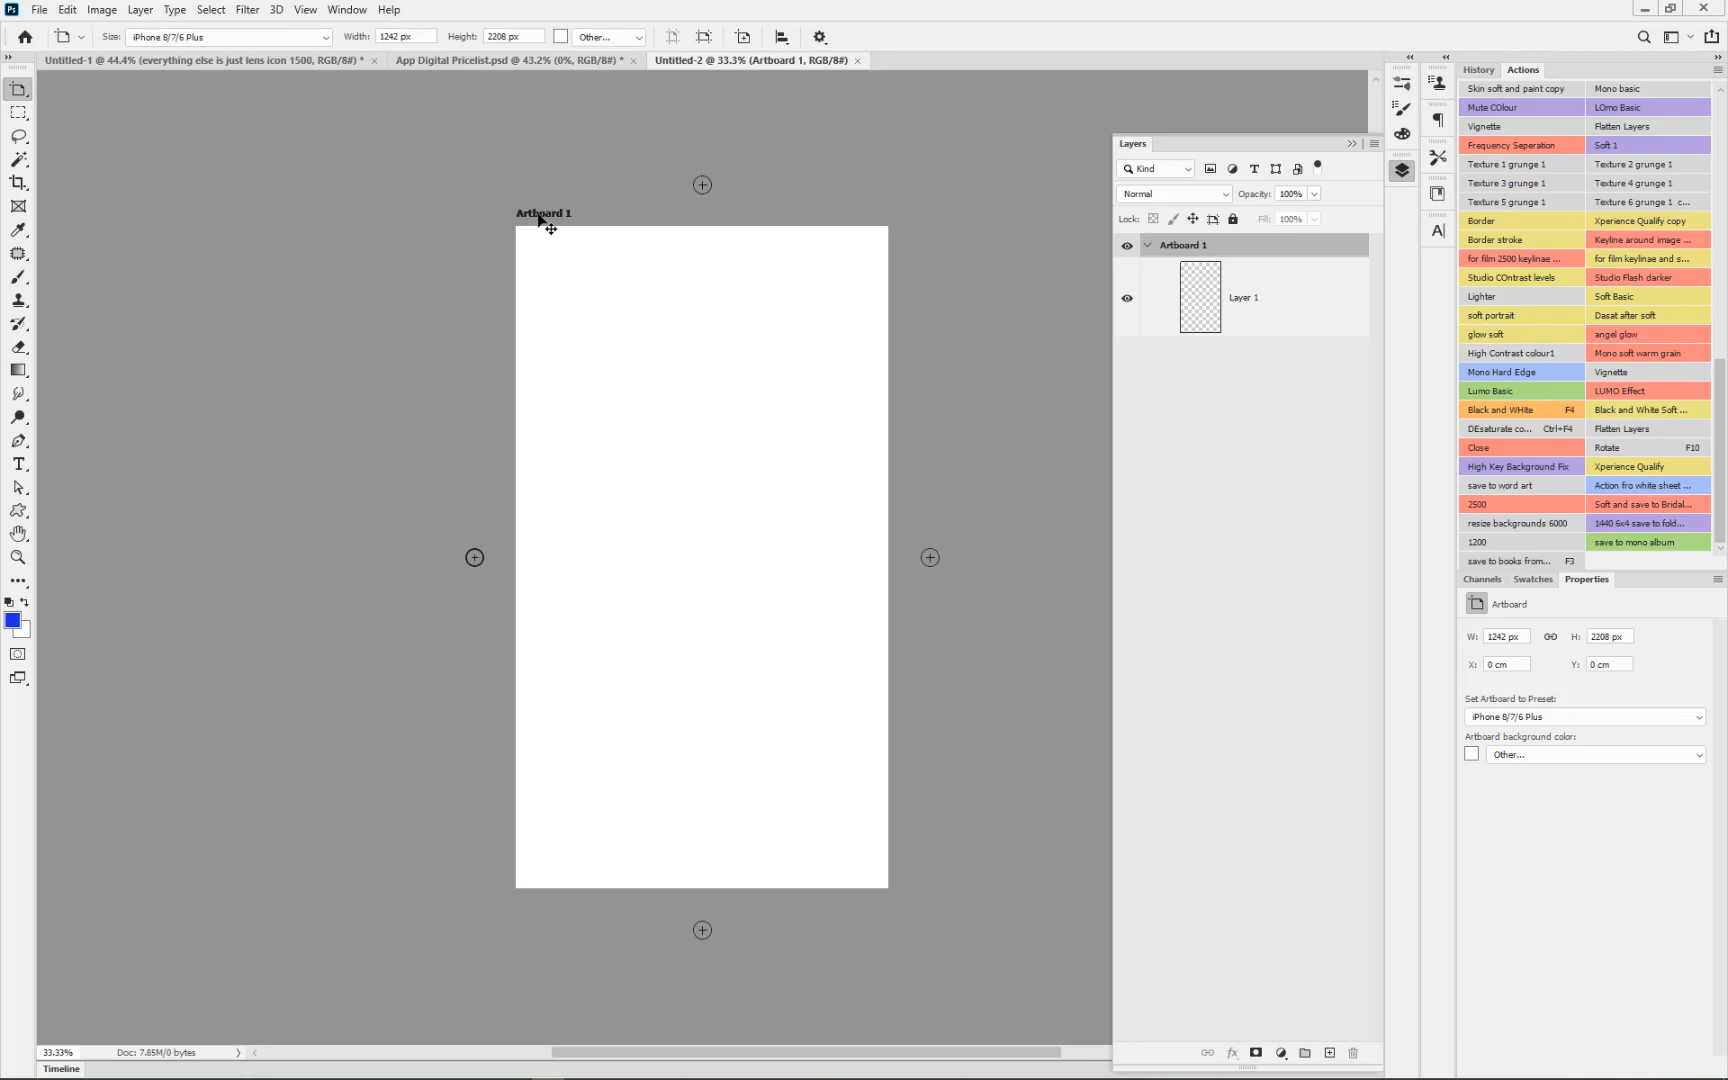 Ps File Edit Image Layer Type Select Filter 3D View Window Help
Size: iPhone 8/7/6 Plus Width: 1242 px Height: 2208 px Other...
Untitled-1 @ 44.4% (everything else is just lens icon 1500, RGB/8#) * App Digital Pricelist.psd @ 43.2% (0%, RGB/8#) * Untitled-2 @ 33.3% (Artboard 1, RGB/8#)
Artboard 1
Layers
Kind
Normal Opacity: 100%
Lock: Fill: 100%
Artboard 1
Layer 1
History Actions
Skin soft and paint copy Mono basic
Mute COlour LOmo Basic
Vignette Flatten Layers
Frequency Seperation Soft 1
Texture 1 grunge 1 Texture 2 grunge 1
Texture 3 grunge 1 Texture 4 grunge 1
Texture 5 grunge 1 Texture 6 grunge 1 c...
Border Xperience Qualify copy
Border stroke Keyline around image ...
for film 2500 keylinae ... for film keylinae and s...
Studio COntrast levels Studio Flash darker
Lighter Soft Basic
soft portrait Dasat after soft
glow soft angel glow
High Contrast colour1 Mono soft warm grain
Mono Hard Edge Vignette
Lumo Basic LUMO Effect
Black and WHite F4 Black and White Soft ...
DEsaturate co... Ctrl+F4 Flatten Layers
Close Rotate F10
High Key Background Fix Xperience Qualify
save to word art Action fro white sheet ...
2500 Soft and save to Bridal...
resize backgrounds 6000 1440 6x4 save to fold...
1200 save to mono album
save to books from... F3
Channels Swatches Properties
Artboard
W: 1242 px H: 2208 px
X: 0 cm Y: 0 cm
Set Artboard to Preset:
iPhone 8/7/6 Plus
Artboard background color:
Other...
33.33% Doc: 7.85M/0 bytes
Timeline